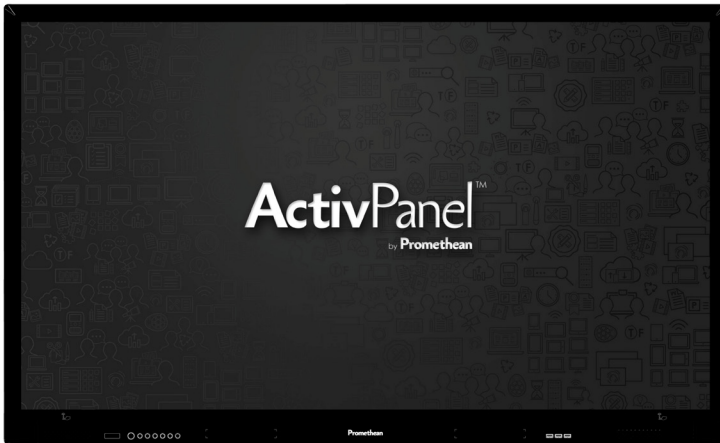 ActivPanel™
by Promethean
T F
T F
T F
T F
T F
Promethean